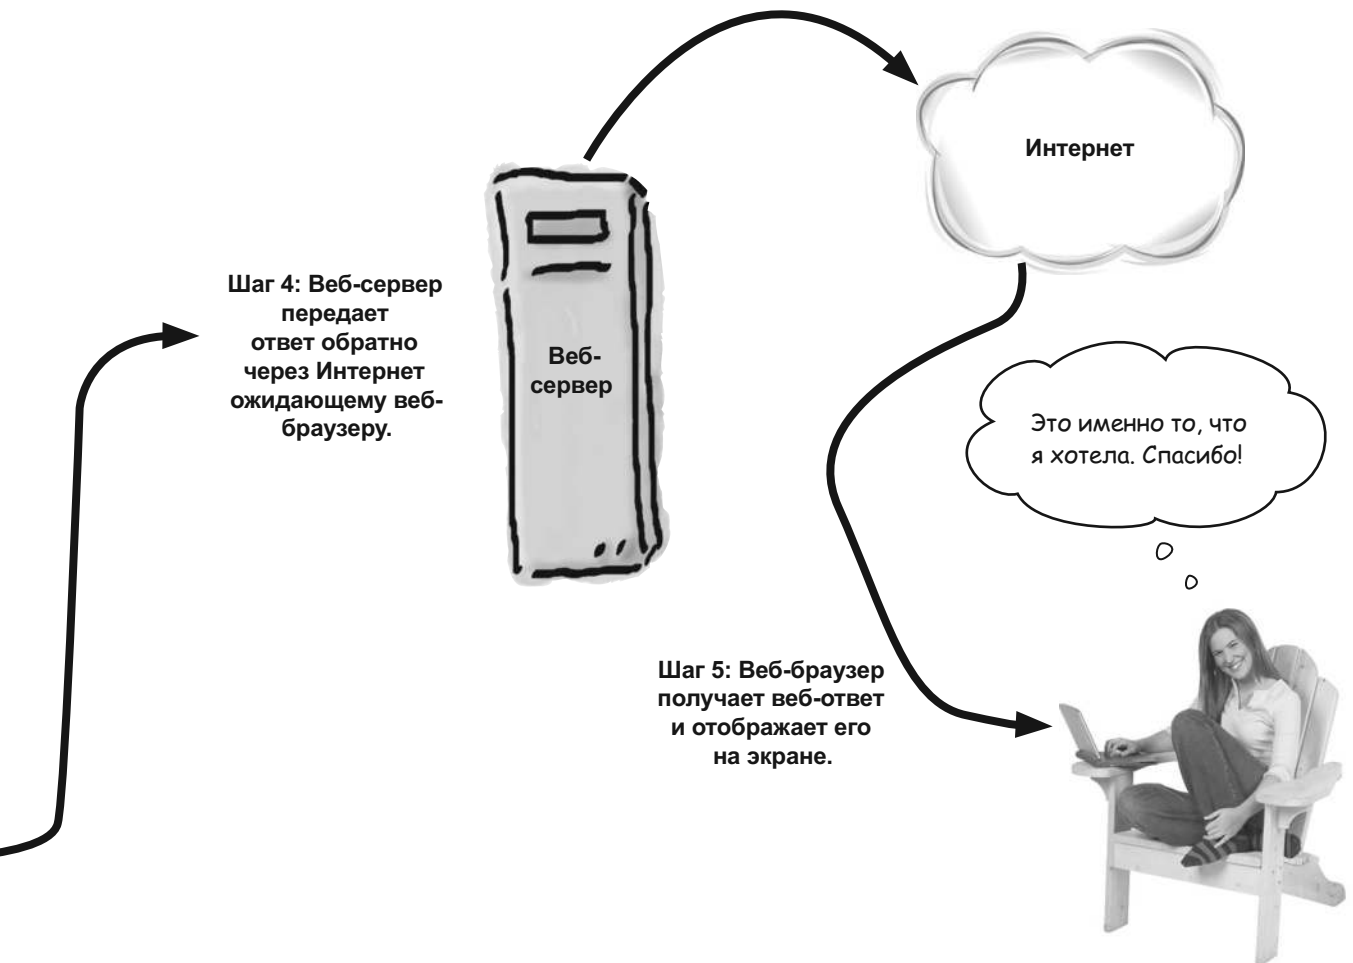 Интернет
Шаг 4: Веб-сервер
передает
ответ обратно
через Интернет
ожидающему веб-
браузеру.
Веб-
сервер
Это именно то, что
я хотела. Спасибо!
Шаг 5: Веб-браузер
получает веб-ответ
и отображает его
на экране.